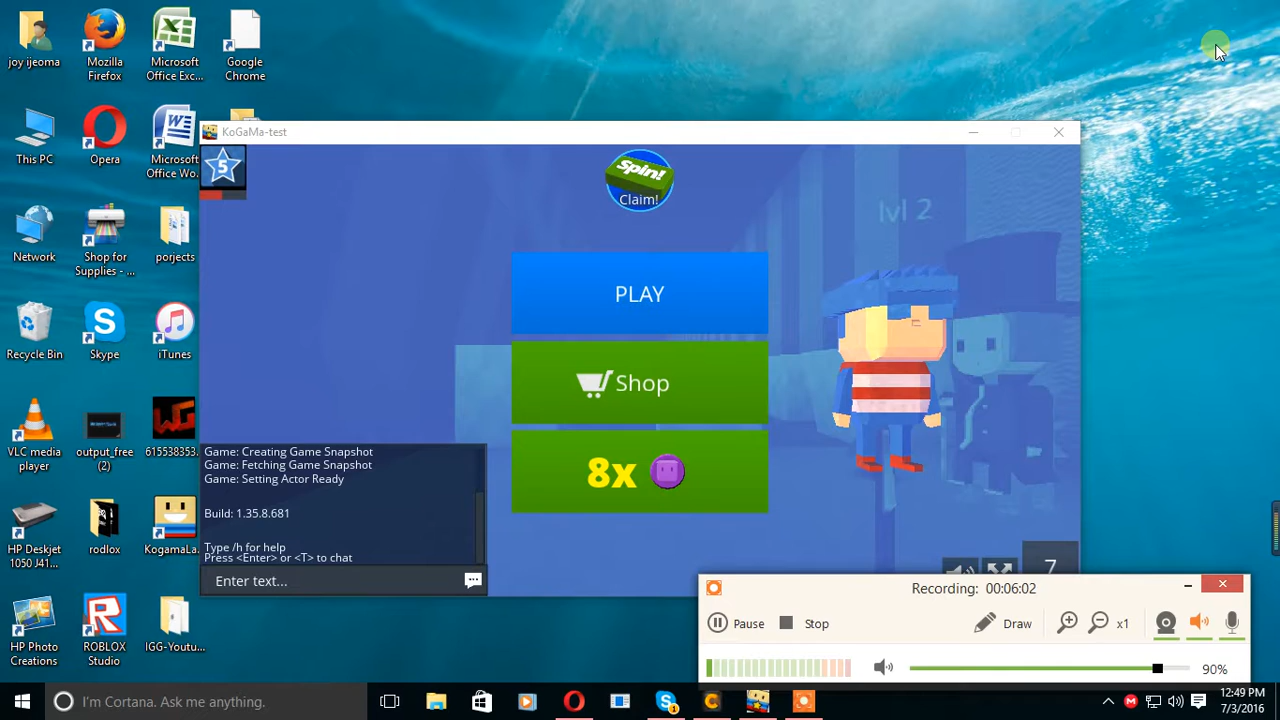 joy ijeoma
Mozilla
Firefox
Microsoft
Office Exc...
Google
Chrome
This PC
Opera
Microsoft
Office Wo...
Network
Shop for
Supplies - ...
porjects
Recycle Bin
Skype
iTunes
VLC media
player
output_free
(2)
615538353...
HP Deskjet
1050 J41...
rodlox
KogamaLa...
HP Photo
Creations
ROBLOX
Studio
IGG-Youtu...
KoGaMa-test
5
Spin!
Claim!
lvl 2
PLAY
Shop
8x
Game: Creating Game Snapshot
Game: Fetching Game Snapshot
Game: Setting Actor Ready
Build: 1.35.8.681
Type /h for help
Press <Enter> or <T> to chat
Enter text...
7
Recording: 00:06:02
Pause
Stop
Draw
x1
90%
I'm Cortana. Ask me anything.
12:49 PM
7/3/2016